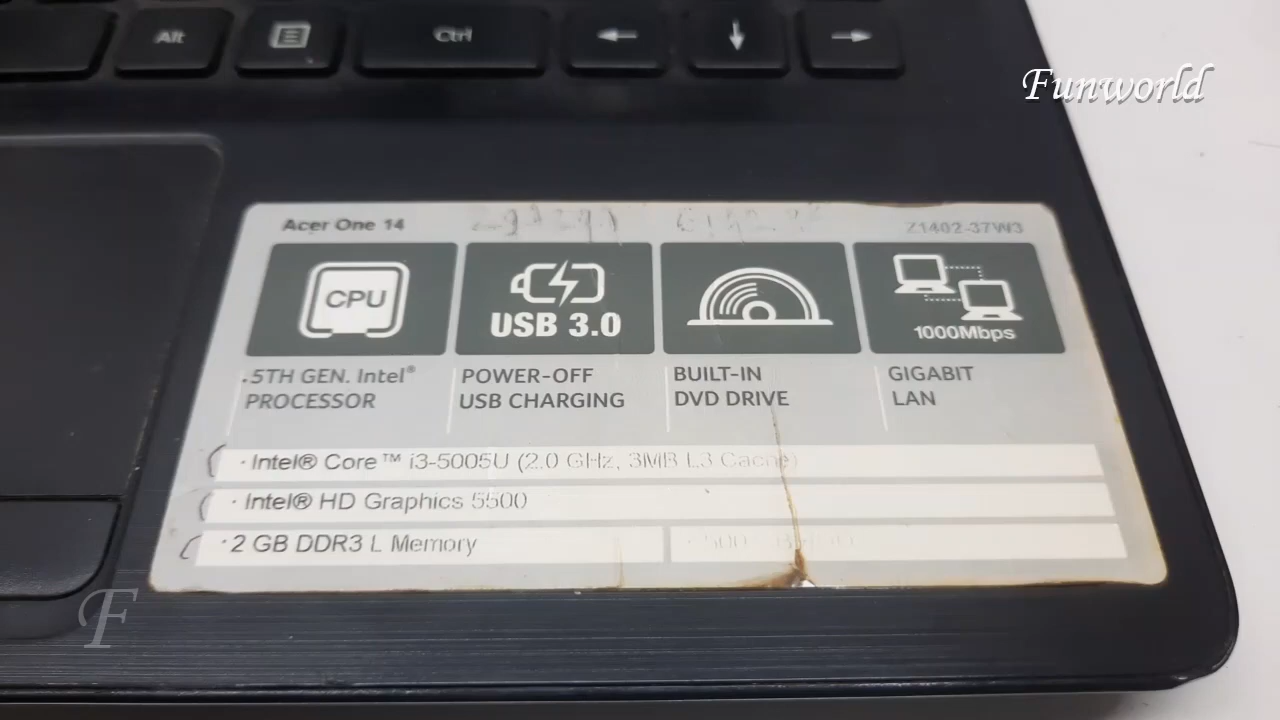 Alt
Ctrl
Funworld
Acer One 14
Z1402-37W3
CPU
USB 3.0
1000Mbps
.5TH GEN. Intel®
PROCESSOR
POWER-OFF
USB CHARGING
BUILT-IN
DVD DRIVE
GIGABIT
LAN
· Intel® Core™ i3-5005U (2.0 GHz, 3MB L3 Cache)
· Intel® HD Graphics 5500
· 2 GB DDR3 L Memory
500
F